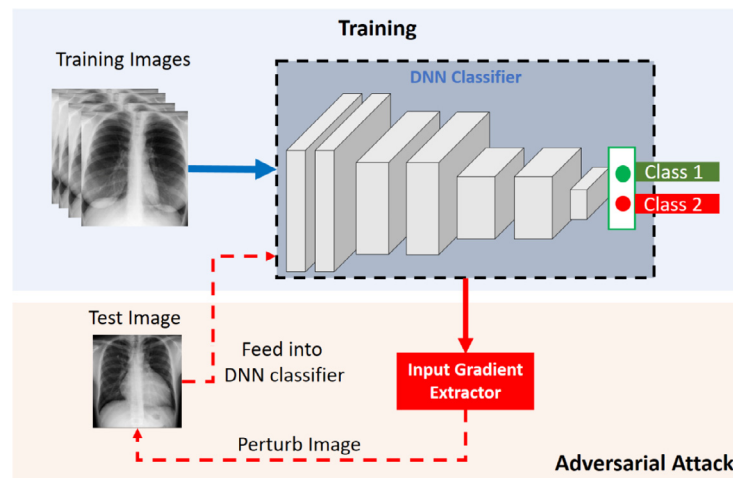 Training
Training Images
DNN Classifier
Class 1
Class 2
Test Image
Feed into
DNN classifier
Input Gradient
Extractor
Perturb Image
Adversarial Attack